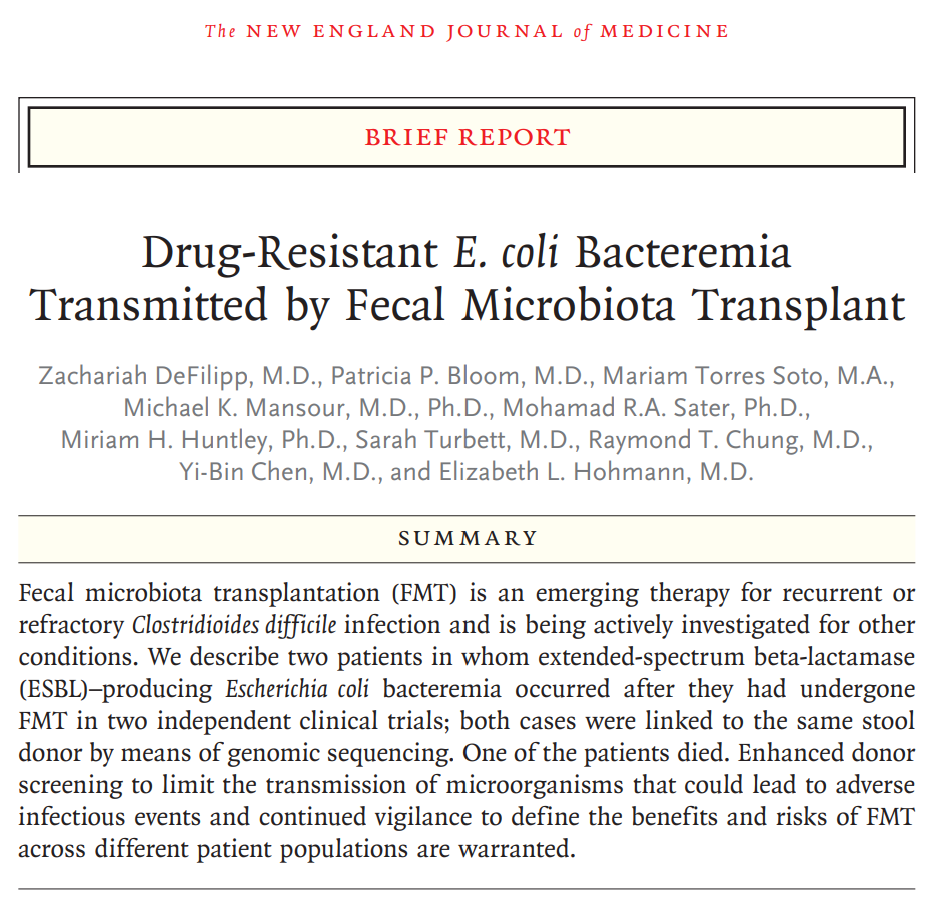 The NEW ENGLAND JOURNAL of MEDICINE
BRIEF REPORT
Drug-Resistant E. coli Bacteremia
Transmitted by Fecal Microbiota Transplant
Zachariah DeFilipp, M.D., Patricia P. Bloom, M.D., Mariam Torres Soto, M.A.,
Michael K. Mansour, M.D., Ph.D., Mohamad R.A. Sater, Ph.D.,
Miriam H. Huntley, Ph.D., Sarah Turbett, M.D., Raymond T. Chung, M.D.,
Yi-Bin Chen, M.D., and Elizabeth L. Hohmann, M.D.
SUMMARY
Fecal microbiota transplantation (FMT) is an emerging therapy for recurrent or
refractory Clostridioides difficile infection and is being actively investigated for other
conditions. We describe two patients in whom extended-spectrum beta-lactamase
(ESBL)–producing Escherichia coli bacteremia occurred after they had undergone
FMT in two independent clinical trials; both cases were linked to the same stool
donor by means of genomic sequencing. One of the patients died. Enhanced donor
screening to limit the transmission of microorganisms that could lead to adverse
infectious events and continued vigilance to define the benefits and risks of FMT
across different patient populations are warranted.